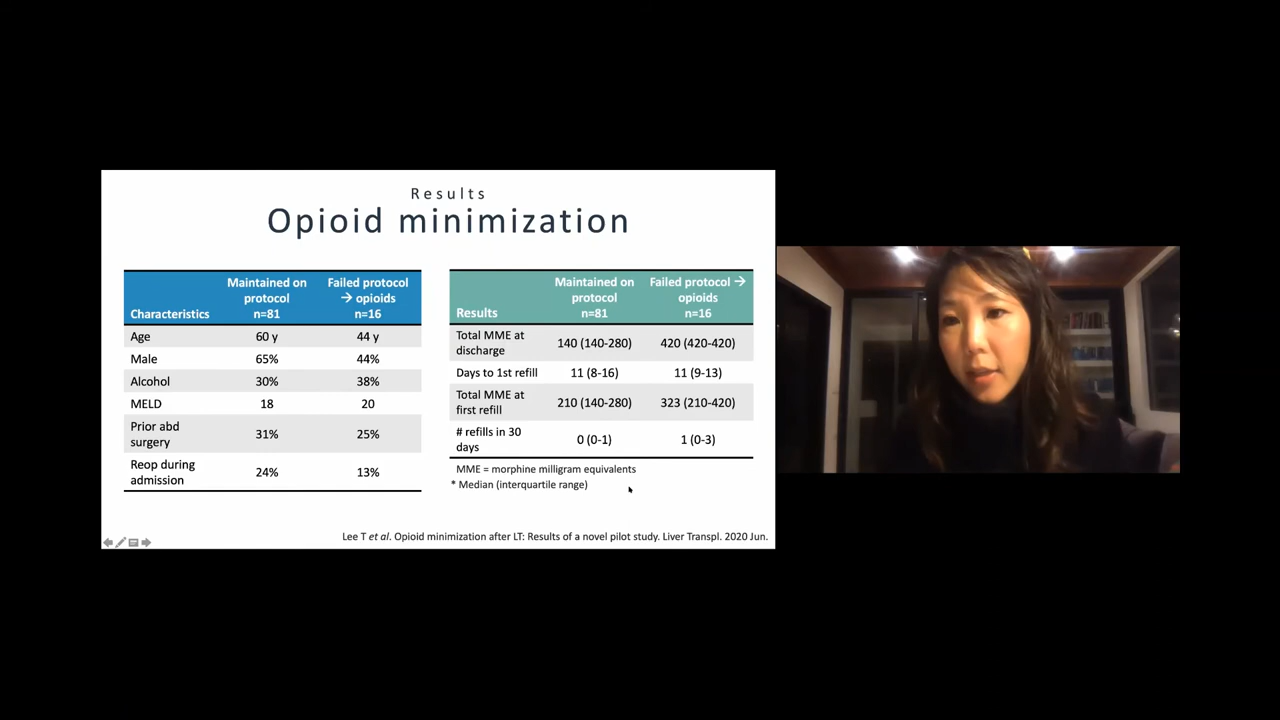 Results
Opioid minimization
Characteristics
Maintained on
protocol
n=81
Failed protocol
→ opioids
n=16
Age 60 y 44 y
Male 65% 44%
Alcohol 30% 38%
MELD 18 20
Prior abd
surgery
31% 25%
Reop during
admission
24% 13%
Results
Maintained on
protocol
n=81
Failed protocol →
opioids
n=16
Total MME at
discharge
140 (140-280) 420 (420-420)
Days to 1st refill 11 (8-16) 11 (9-13)
Total MME at
first refill
210 (140-280) 323 (210-420)
# refills in 30
days
0 (0-1) 1 (0-3)
MME = morphine milligram equivalents
* Median (interquartile range)
Lee T et al. Opioid minimization after LT: Results of a novel pilot study. Liver Transpl. 2020 Jun.